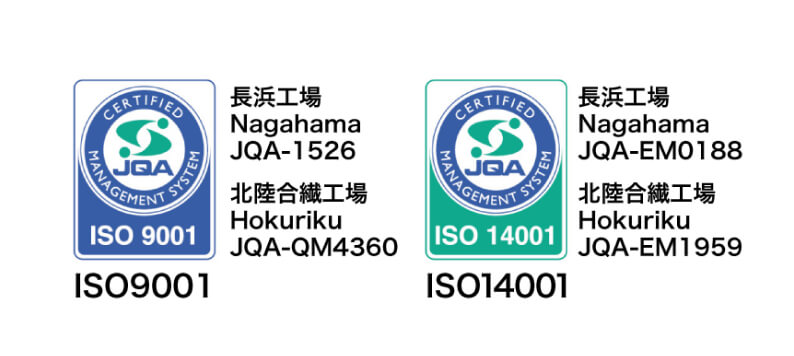 CERTIFIED
JQA
MANAGEMENT SYSTEM
ISO 9001
長浜工場
Nagahama
JQA-1526
北陸合繊工場
Hokuriku
JQA-QM4360
ISO9001
CERTIFIED
JQA
MANAGEMENT SYSTEM
ISO 14001
長浜工場
Nagahama
JQA-EM0188
北陸合繊工場
Hokuriku
JQA-EM1959
ISO14001